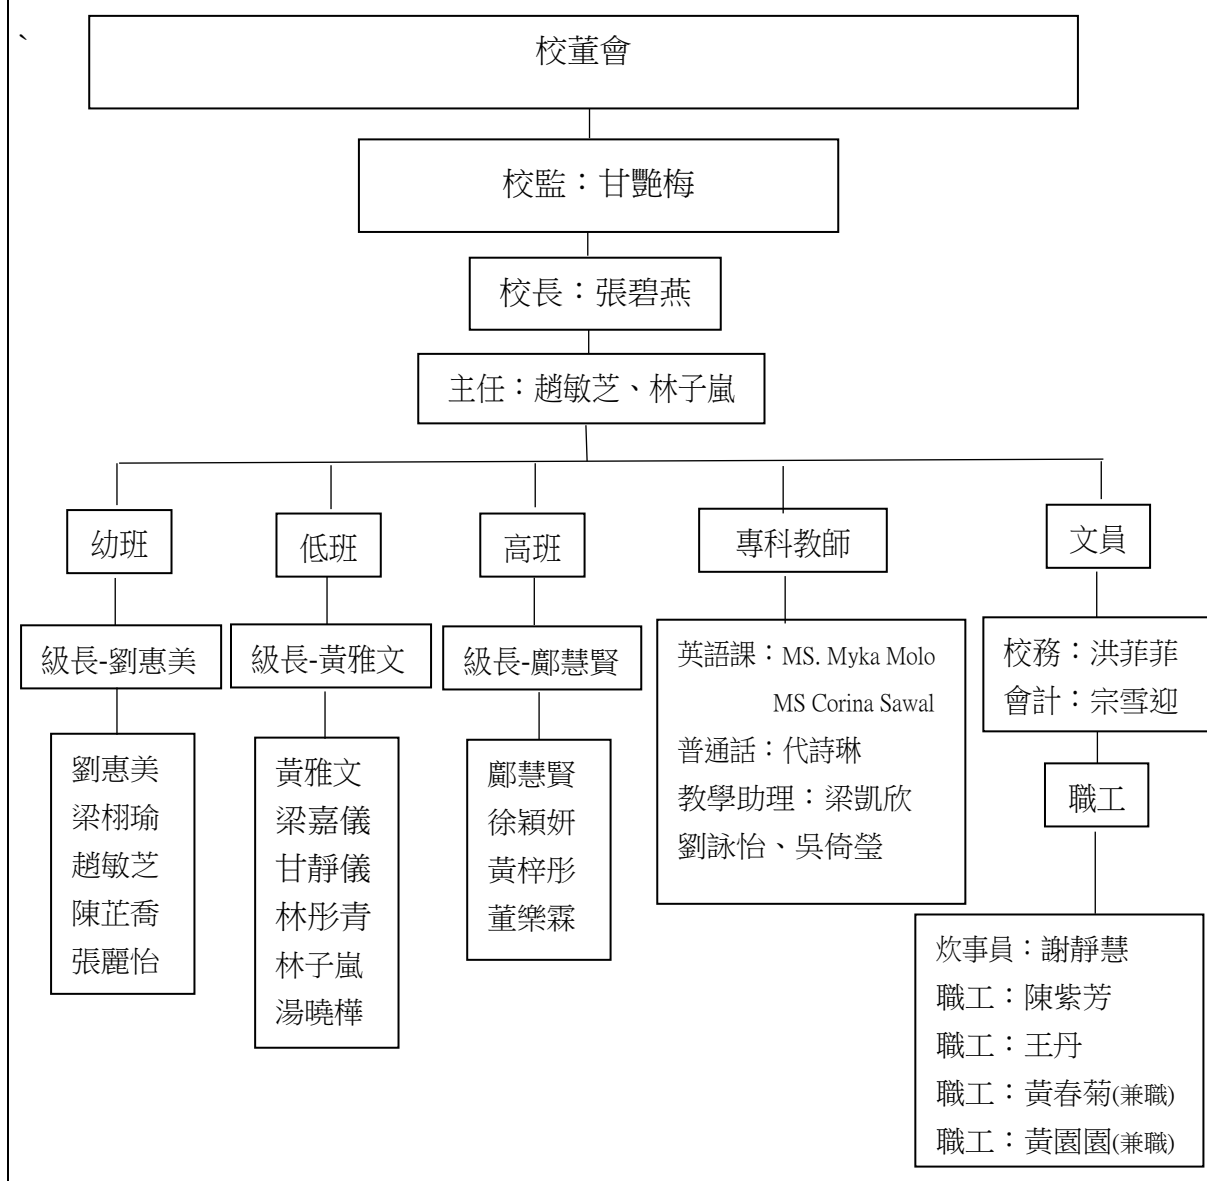 、
校董會
校監：甘艷梅
校長：張碧燕
主任：趙敏芝、林子嵐
幼班
低班
高班
專科教師
文員
級長-劉惠美
級長-黃雅文
級長-鄺慧賢
劉惠美
梁栩瑜
趙敏芝
陳芷喬
張麗怡
黃雅文
梁嘉儀
甘靜儀
林彤青
林子嵐
湯曉樺
鄺慧賢
徐穎妍
黃梓彤
董樂霖
英語課：MS. Myka Molo
MS Corina Sawal
普通話：代詩琳
教學助理：梁凱欣
劉詠怡、吳倚瑩
校務：洪菲菲
會計：宗雪迎
職工
炊事員：謝靜慧
職工：陳紫芳
職工：王丹
職工：黃春菊(兼職)
職工：黃園園(兼職)